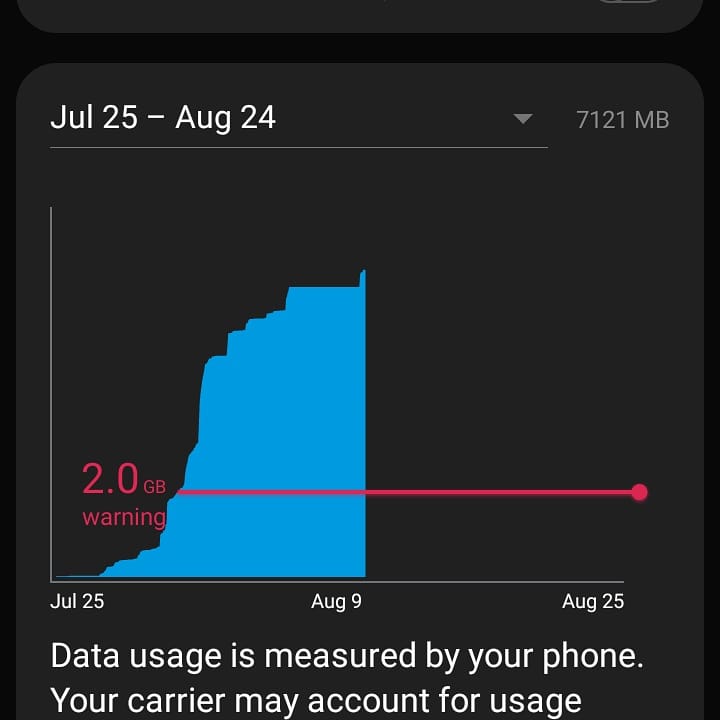 Jul 25 – Aug 24
7121 MB
2.0 GB
warning
Jul 25
Aug 9
Aug 25
Data usage is measured by your phone.
Your carrier may account for usage